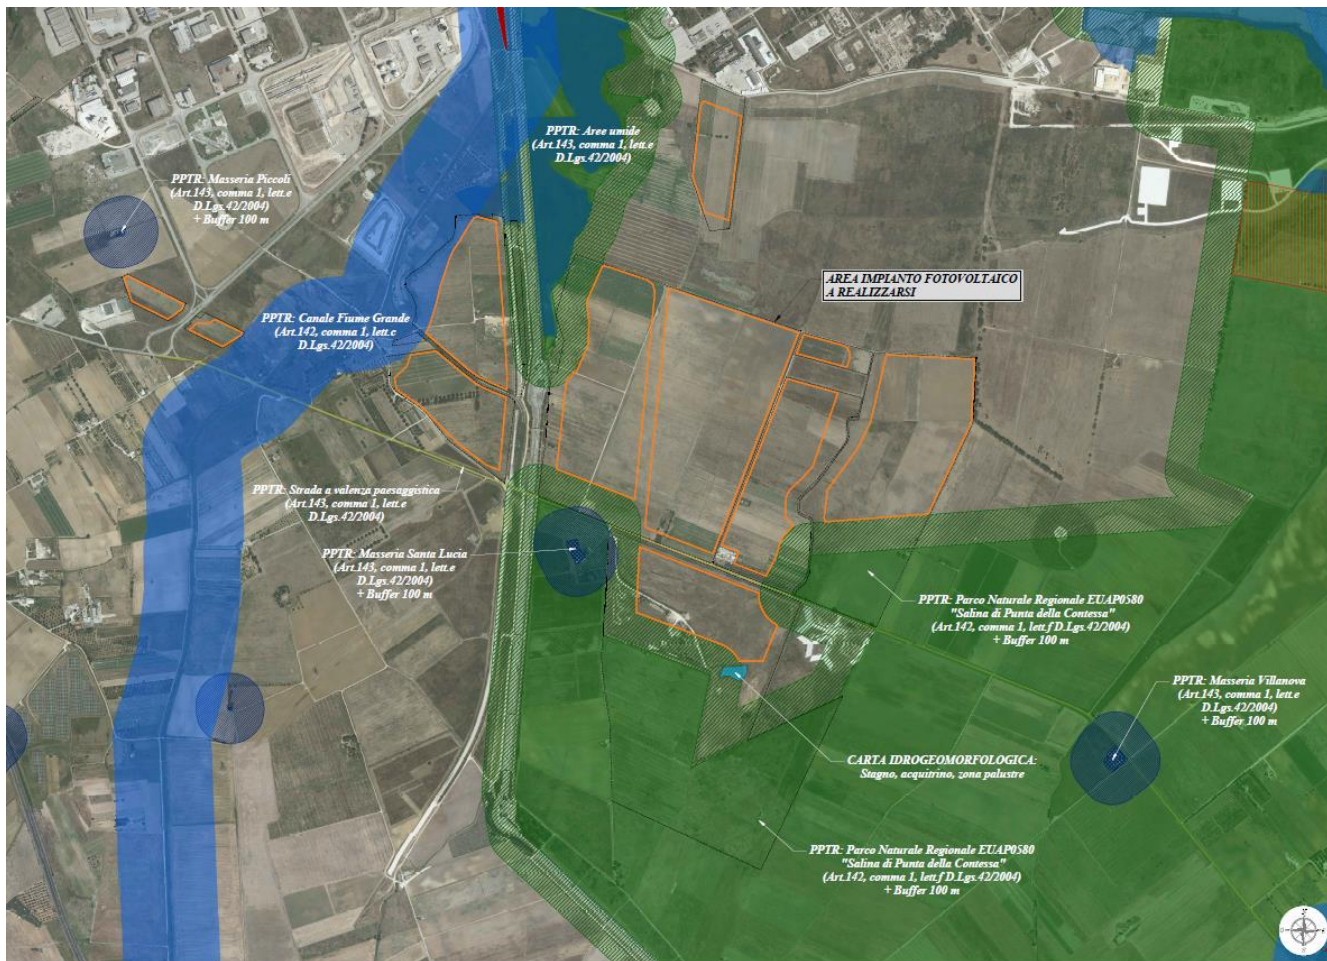 PPTR: Aree umide
(Art.143, comma 1, lett.e
D.Lgs.42/2004)
PPTR: Masseria Piccoli
(Art.143, comma 1, lett.e
D.Lgs.42/2004)
+ Buffer 100 m
AREA IMPIANTO FOTOVOLTAICO
A REALIZZARSI
PPTR: Canale Fiume Grande
(Art.142, comma 1, lett.c
D.Lgs.42/2004)
PPTR: Strada a valenza paesaggistica
(Art.143, comma 1, lett.e
D.Lgs.42/2004)
PPTR: Masseria Santa Lucia
(Art.143, comma 1, lett.e
D.Lgs.42/2004)
+ Buffer 100 m
PPTR: Parco Naturale Regionale EUAP0580
"Salina di Punta della Contessa"
(Art.142, comma 1, lett.f D.Lgs.42/2004)
+ Buffer 100 m
PPTR: Masseria Villanova
(Art.143, comma 1, lett.e
D.Lgs.42/2004)
+ Buffer 100 m
CARTA IDROGEOMORFOLOGICA:
Stagno, acquitrino, zona palustre
PPTR: Parco Naturale Regionale EUAP0580
"Salina di Punta della Contessa"
(Art.142, comma 1, lett.f D.Lgs.42/2004)
+ Buffer 100 m